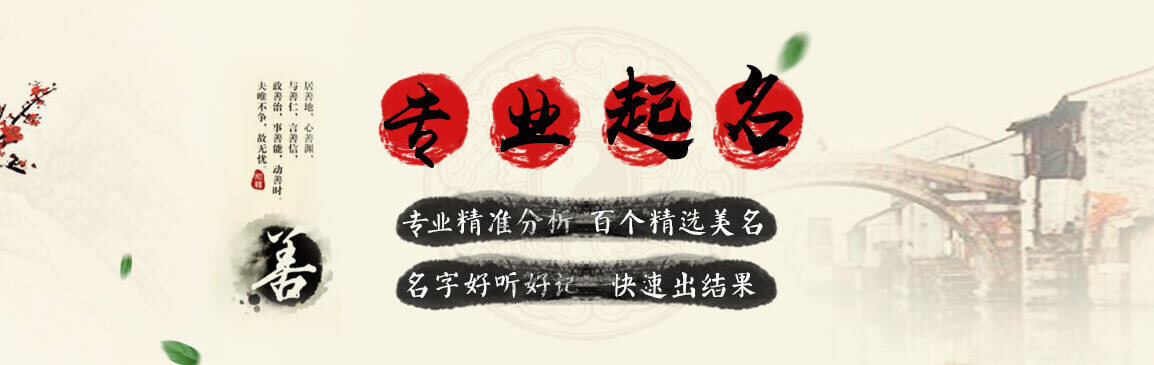 专业起名
专业精准分析 百个精选美名
名字好听好记 快速出结果
居善地，心善渊，
与善仁，言善信，
政善治，事善能，动善时。
夫唯不争，故无忧。
善